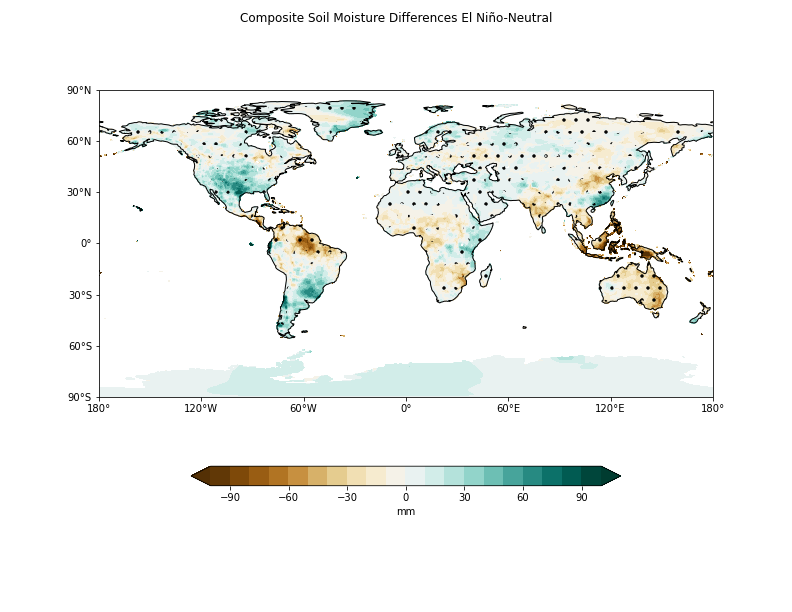 Composite Soil Moisture Differences El Niño-Neutral
90°N
60°N
30°N
0°
30°S
60°S
90°S
180° 120°W 60°W 0° 60°E 120°E 180°
−90 −60 −30 0 30 60 90
mm